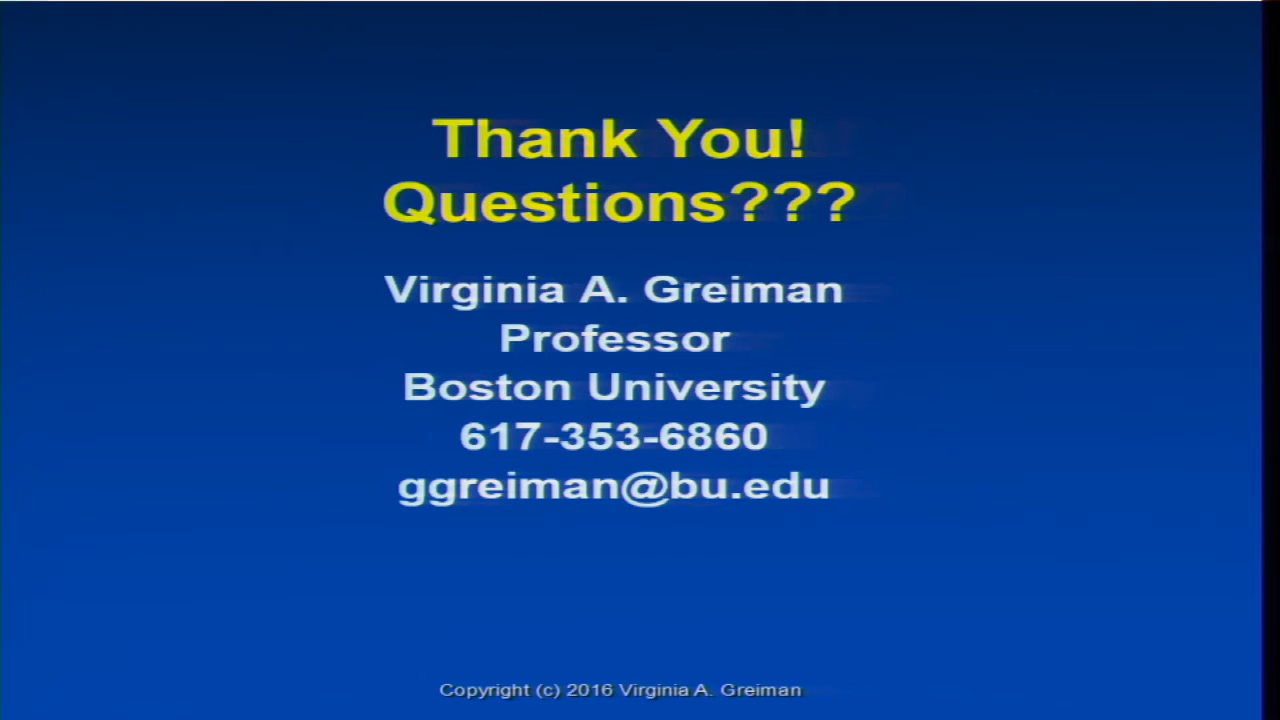 Thank You!
Questions???
Virginia A. Greiman
Professor
Boston University
617-353-6860
ggreiman@bu.edu
Copyright (c) 2016 Virginia A. Greiman